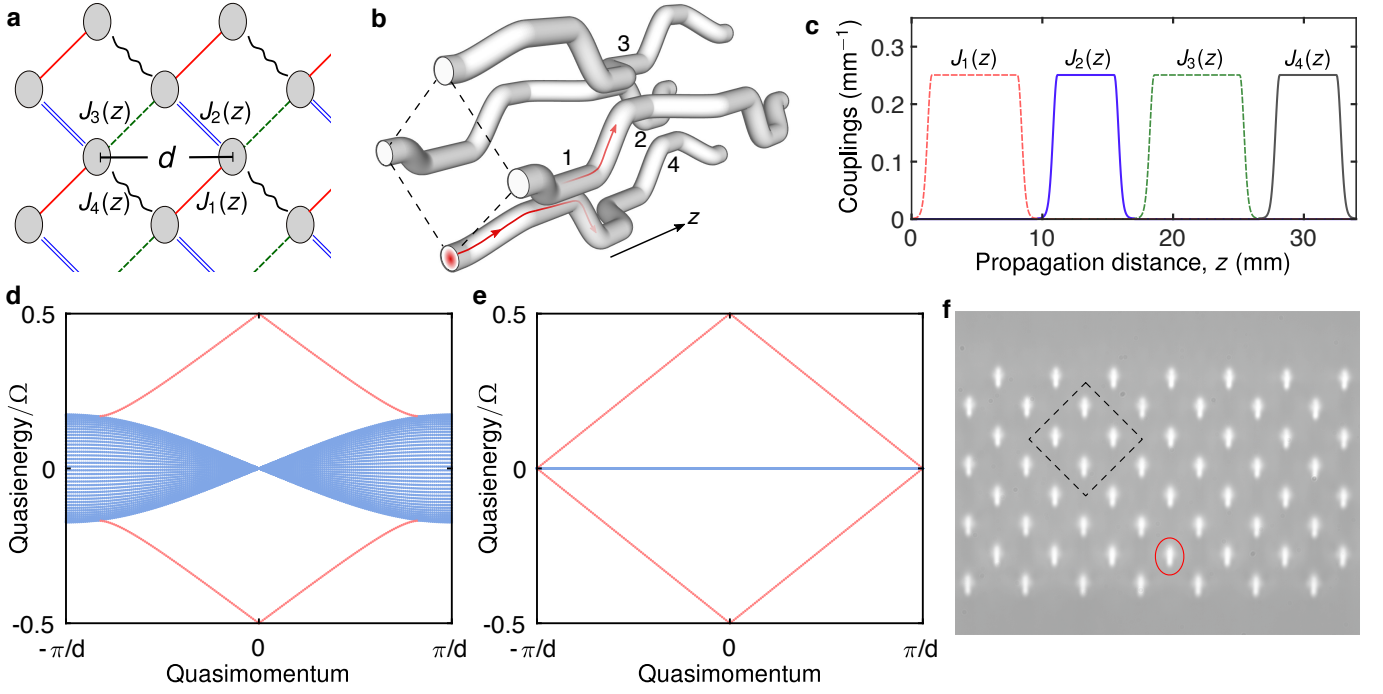 a
J₃(z) J₂(z)
d
J₄(z) J₁(z)
b
3
1
2
4
z
c
Couplings (mm⁻¹)
0.3
0.2
0.1
0
J₁(z) J₂(z) J₃(z) J₄(z)
0 10 20 30
Propagation distance, z (mm)
d
Quasienergy/Ω
0.5
0
-0.5
-π/d 0 π/d
Quasimomentum
e
Quasienergy/Ω
0.5
0
-0.5
-π/d 0 π/d
Quasimomentum
f